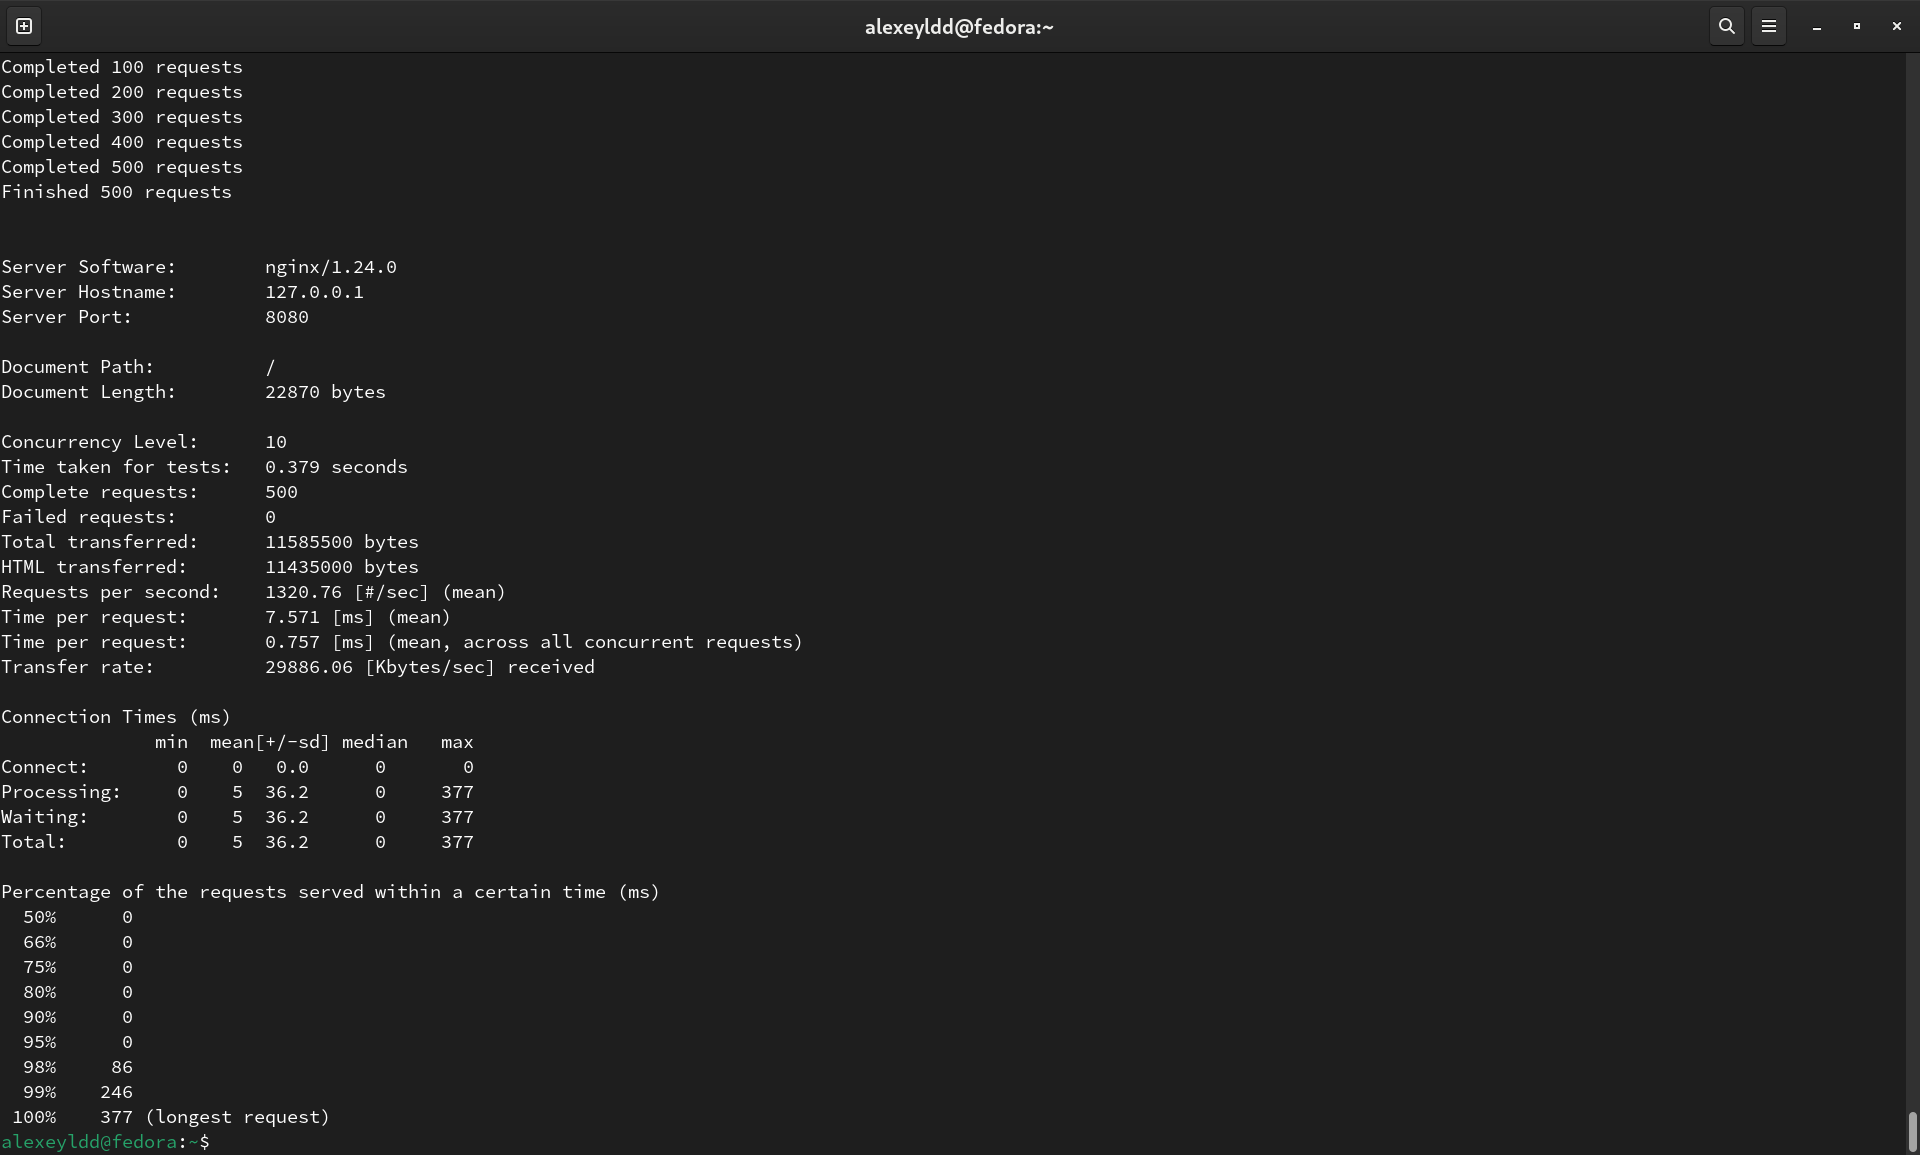 alexeyldd@fedora:~
Completed 100 requests
Completed 200 requests
Completed 300 requests
Completed 400 requests
Completed 500 requests
Finished 500 requests
Server Software:        nginx/1.24.0
Server Hostname:        127.0.0.1
Server Port:            8080
Document Path:          /
Document Length:        22870 bytes
Concurrency Level:      10
Time taken for tests:   0.379 seconds
Complete requests:      500
Failed requests:        0
Total transferred:      11585500 bytes
HTML transferred:       11435000 bytes
Requests per second:    1320.76 [#/sec] (mean)
Time per request:       7.571 [ms] (mean)
Time per request:       0.757 [ms] (mean, across all concurrent requests)
Transfer rate:          29886.06 [Kbytes/sec] received
Connection Times (ms)
              min  mean[+/-sd] median   max
Connect:        0    0   0.0      0       0
Processing:     0    5  36.2      0     377
Waiting:        0    5  36.2      0     377
Total:          0    5  36.2      0     377
Percentage of the requests served within a certain time (ms)
  50%      0
  66%      0
  75%      0
  80%      0
  90%      0
  95%      0
  98%     86
  99%    246
 100%    377 (longest request)
alexeyldd@fedora:~$